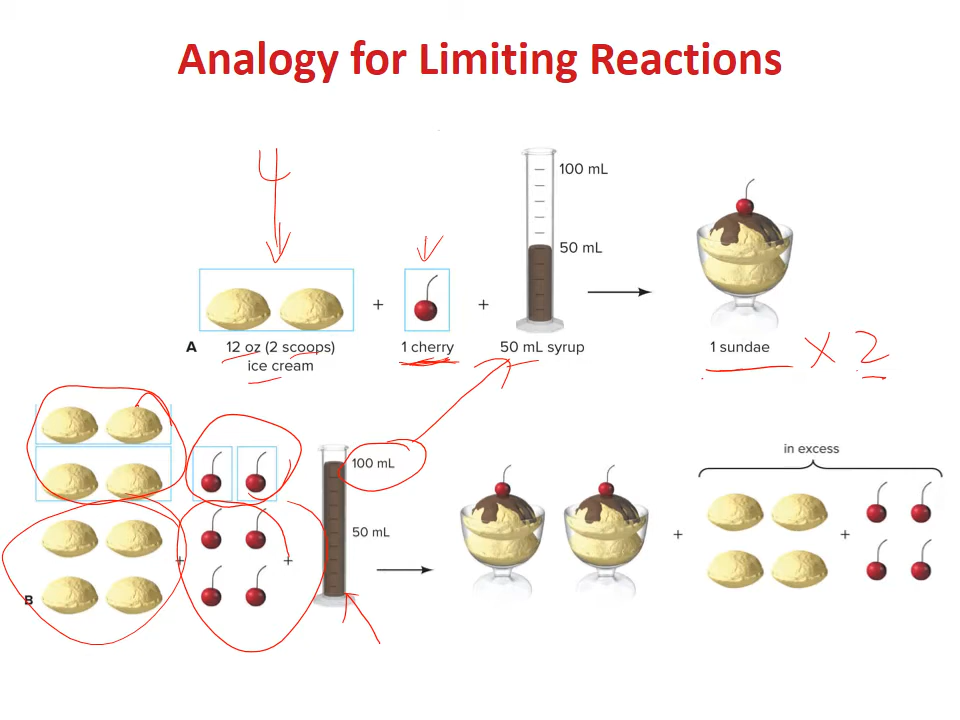 Analogy for Limiting Reactions
4
100 mL
50 mL
+
+
A
12 oz (2 scoops)
ice cream
1 cherry
50 mL syrup
1 sundae
X 2
100 mL
50 mL
in excess
+
+
+
+
B